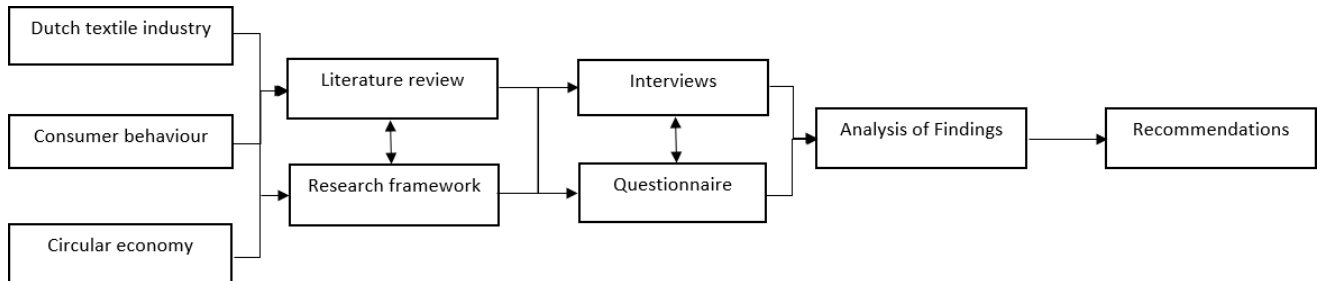 Dutch textile industry
Consumer behaviour
Circular economy
Literature review
Research framework
Interviews
Questionnaire
Analysis of Findings
Recommendations